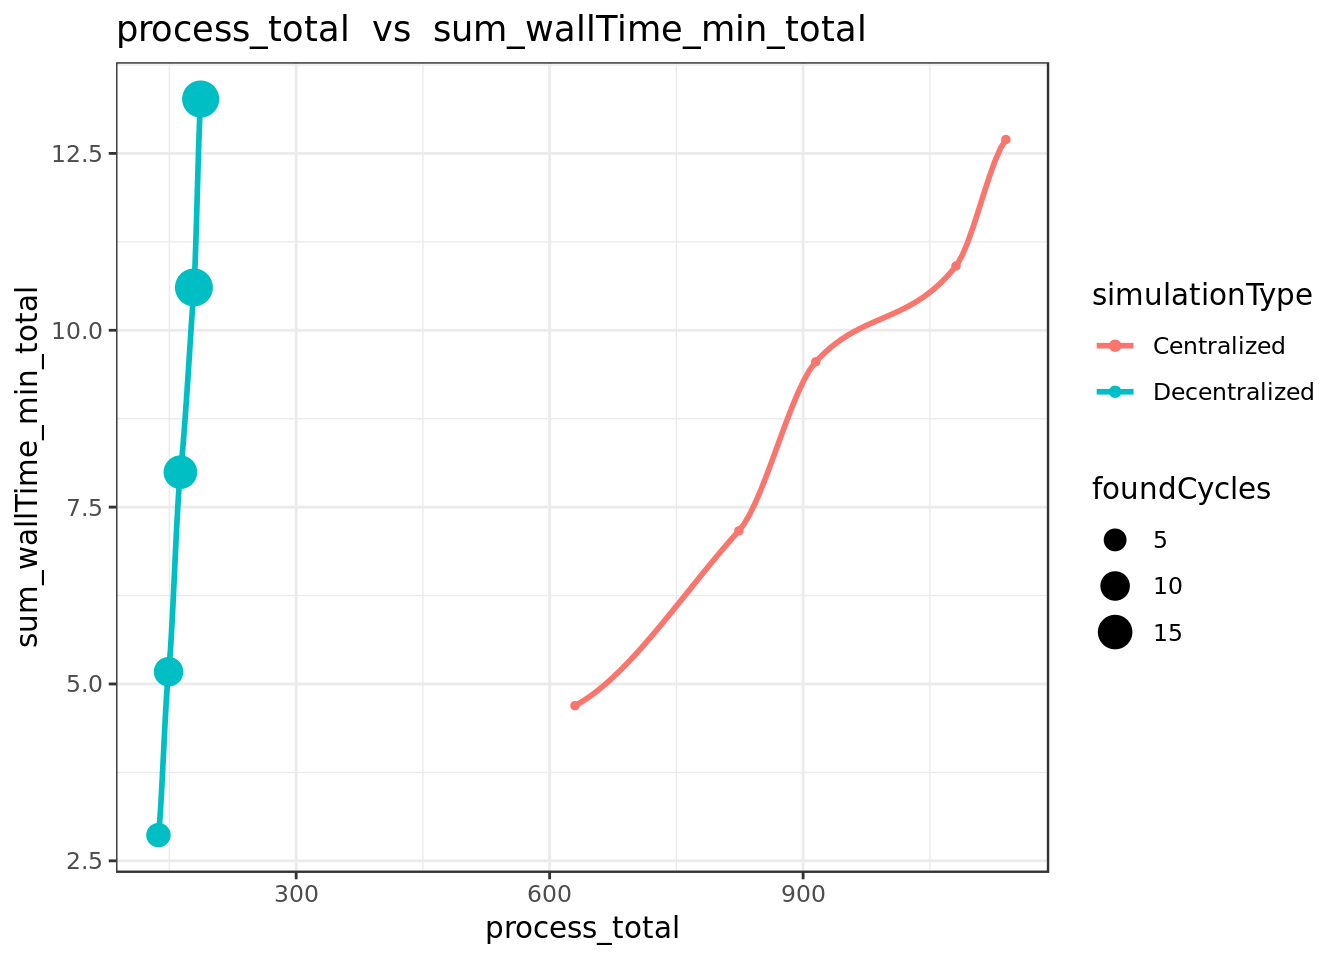 process_total  vs  sum_wallTime_min_total
12.5
10.0
7.5
5.0
2.5
sum_wallTime_min_total
300
600
900
process_total
simulationType
Centralized
Decentralized
foundCycles
5
10
15